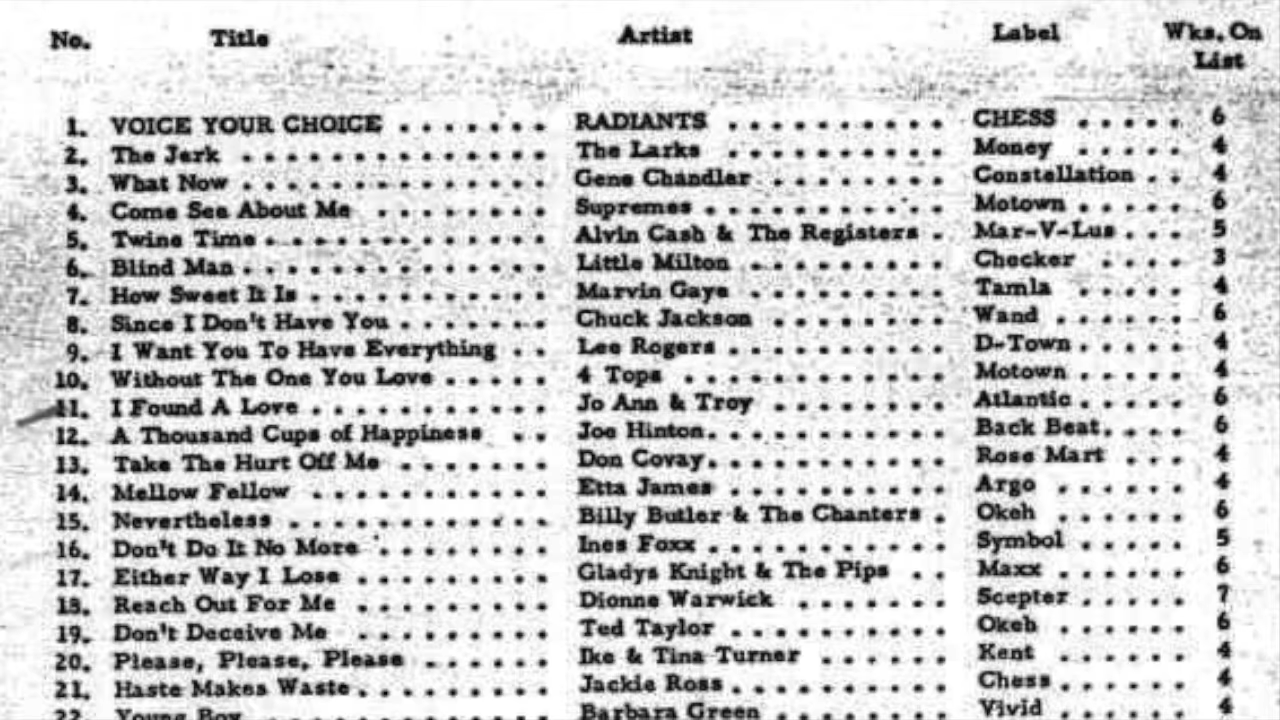 No. Title Artist Label Wks. On List
1. VOICE YOUR CHOICE . . . . . . . RADIANTS . . . . . . . . . . CHESS . . . . . 6
2. The Jerk . . . . . . . . . . . . . . The Larks . . . . . . . . . . Money . . . . . 4
3. What Now . . . . . . . . . . . . . . Gene Chandler . . . . . . . . Constellation . . 4
4. Come See About Me . . . . . . . . Supremes . . . . . . . . . . . Motown . . . . . 6
5. Twine Time . . . . . . . . . . . . . Alvin Cash & The Registers . Mar-V-Lus . . . 5
6. Blind Man . . . . . . . . . . . . . . Little Milton . . . . . . . . . Checker . . . . 3
7. How Sweet It Is . . . . . . . . . . . Marvin Gaye . . . . . . . . . Tamla . . . . . 4
8. Since I Don't Have You . . . . . . . Chuck Jackson . . . . . . . . Wand . . . . . . 6
9. I Want You To Have Everything . . Lee Rogers . . . . . . . . . . D-Town . . . . . 4
10. Without The One You Love . . . . . 4 Tops . . . . . . . . . . . . Motown . . . . . 4
11. I Found A Love . . . . . . . . . . . Jo Ann & Troy . . . . . . . . Atlantic . . . . . 6
12. A Thousand Cups of Happiness . . Joe Hinton . . . . . . . . . . . Back Beat . . . . 6
13. Take The Hurt Off Me . . . . . . . Don Covay . . . . . . . . . . . Rose Mart . . . 4
14. Mellow Fellow . . . . . . . . . . . Etta James . . . . . . . . . . Argo . . . . . . 4
15. Nevertheless . . . . . . . . . . . . Billy Butler & The Chanters . Okeh . . . . . . 6
16. Don't Do It No More . . . . . . . . Inez Foxx . . . . . . . . . . . Symbol . . . . . 5
17. Either Way I Lose . . . . . . . . . Gladys Knight & The Pips . . Maxx . . . . . . 6
18. Reach Out For Me . . . . . . . . . Dionne Warwick . . . . . . . Scepter . . . . . 7
19. Don't Deceive Me . . . . . . . . . Ted Taylor . . . . . . . . . . Okeh . . . . . . 6
20. Please, Please, Please . . . . . . Ike & Tina Turner . . . . . . Kent . . . . . . 4
21. Haste Makes Waste . . . . . . . . . Jackie Ross . . . . . . . . . . Chess . . . . . . 4
22. Young Boy . . . . . . . . . . . . . Barbara Green . . . . . . . . Vivid . . . . . . 4